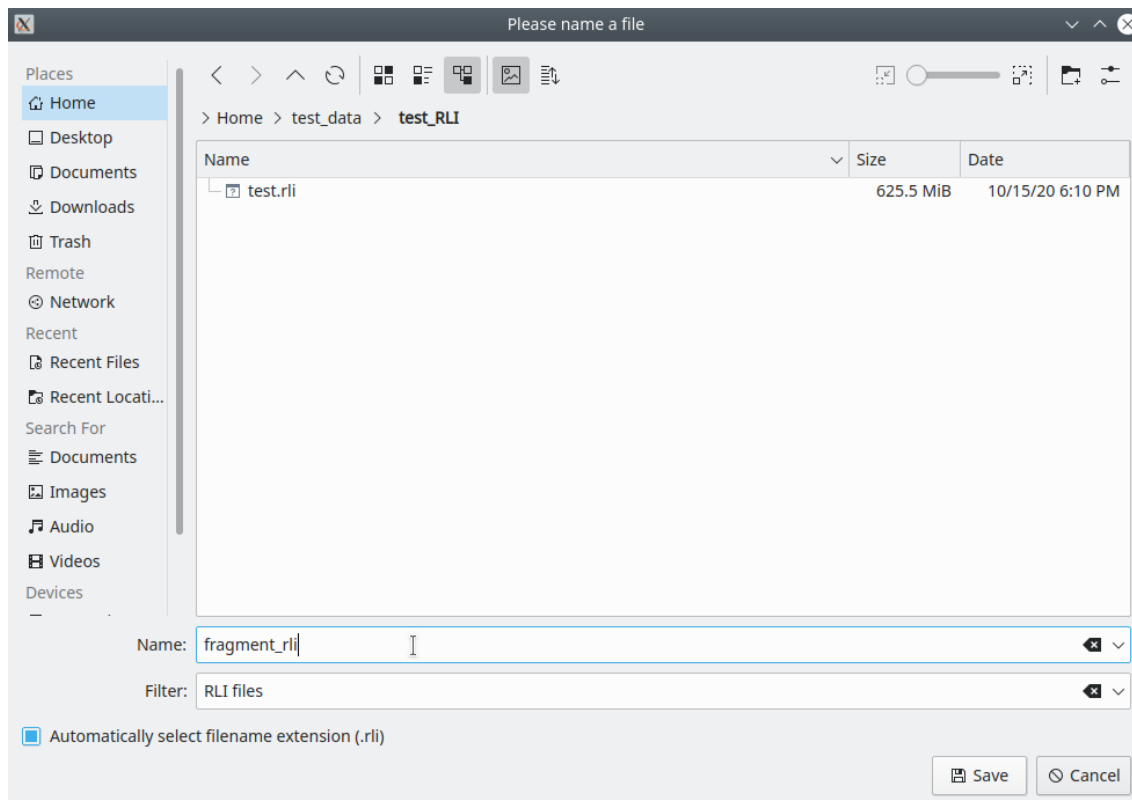 Please name a file
Places
Home
Desktop
Documents
Downloads
Trash
Remote
Network
Recent
Recent Files
Recent Locati...
Search For
Documents
Images
Audio
Videos
Devices
> Home > test_data > test_RLI
Name Size Date
test.rli 625.5 MiB 10/15/20 6:10 PM
Name: fragment_rli
Filter: RLI files
Automatically select filename extension (.rli)
Save Cancel